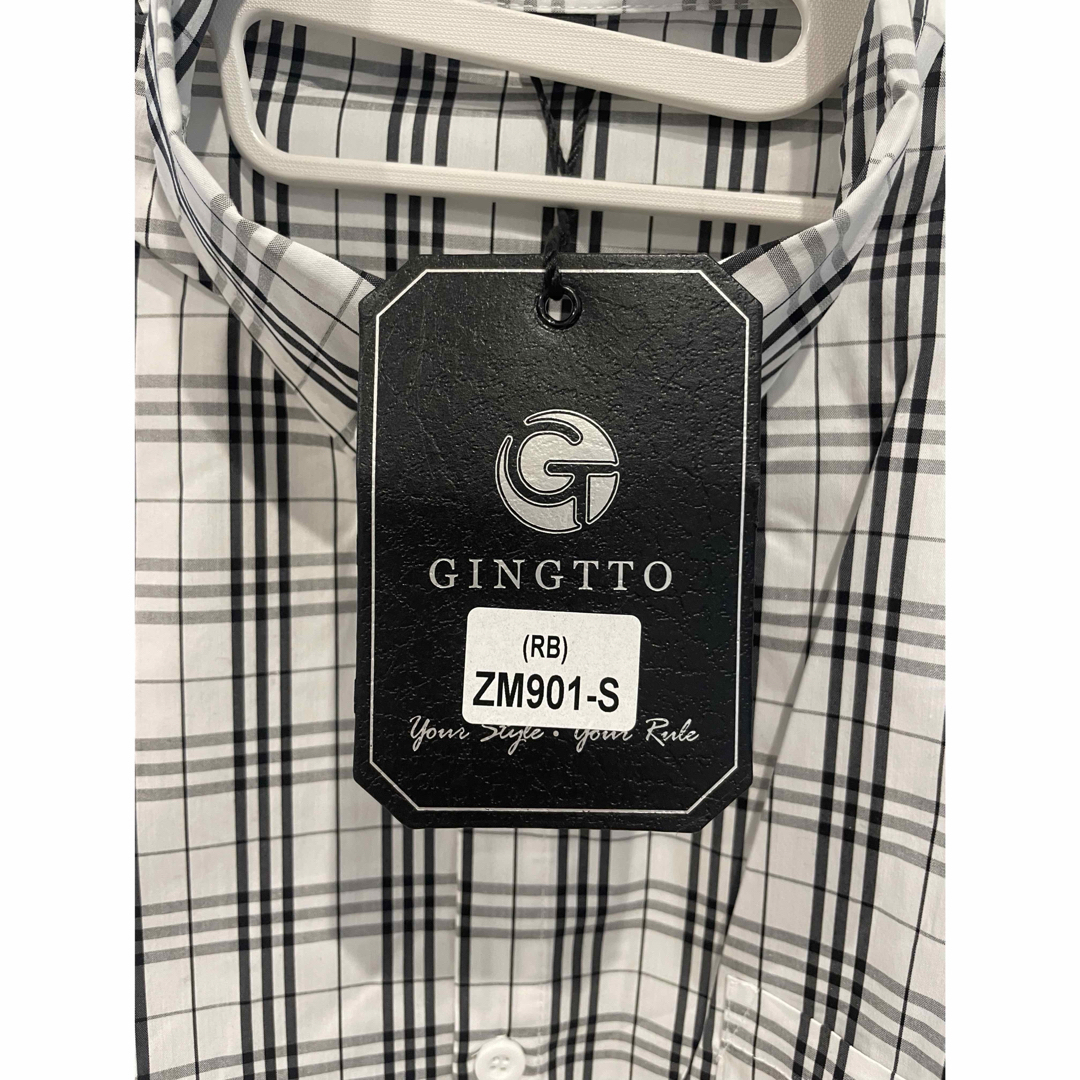 GINGTTO
(RB)
ZM901-S
Your Style · Your Rule